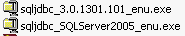 sqljdbc_3.0.1301.101_enu.exe
sqljdbc_SQLServer2005_enu.exe